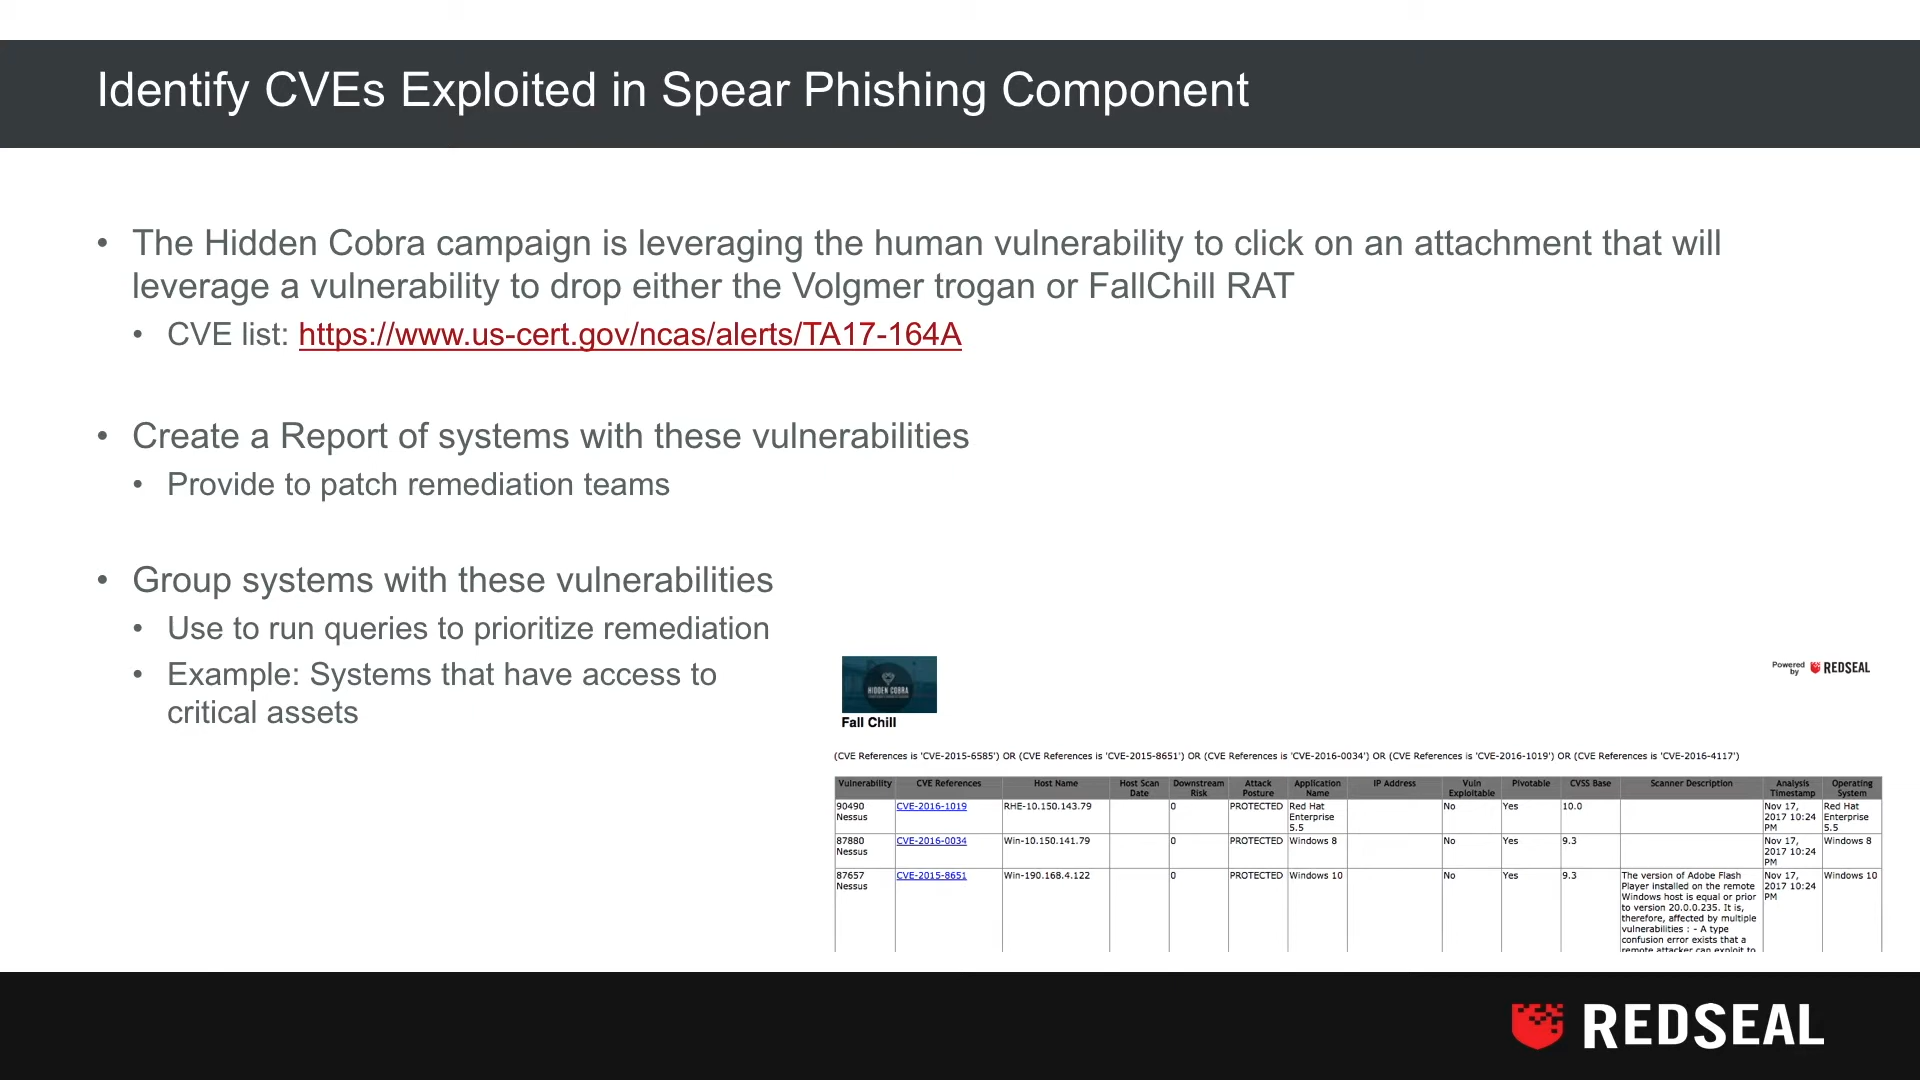 Identify CVEs Exploited in Spear Phishing Component
• The Hidden Cobra campaign is leveraging the human vulnerability to click on an attachment that will
leverage a vulnerability to drop either the Volgmer trogan or FallChill RAT
• CVE list: https://www.us-cert.gov/ncas/alerts/TA17-164A
• Create a Report of systems with these vulnerabilities
• Provide to patch remediation teams
• Group systems with these vulnerabilities
• Use to run queries to prioritize remediation
• Example: Systems that have access to
critical assets
HIDDEN COBRA
Powered by REDSEAL
Fall Chill
(CVE References is 'CVE-2015-6585') OR (CVE References is 'CVE-2015-8651') OR (CVE References is 'CVE-2016-0034') OR (CVE References is 'CVE-2016-1019') OR (CVE References is 'CVE-2016-4117')
Vulnerability CVE References Host Name Host Scan Date Downstream Risk Attack Posture Application Name IP Address Vuln Exploitable Pivotable CVSS Base Scanner Description Analysis Timestamp Operating System
90490 Nessus CVE-2016-1019 RHE-10.150.143.79 0 PROTECTED Red Hat Enterprise 5.5 No Yes 10.0 Nov 17, 2017 10:24 PM Red Hat Enterprise 5.5
87880 Nessus CVE-2016-0034 Win-10.150.141.79 0 PROTECTED Windows 8 No Yes 9.3 Nov 17, 2017 10:24 PM Windows 8
87657 Nessus CVE-2015-8651 Win-190.168.4.122 0 PROTECTED Windows 10 No Yes 9.3 The version of Adobe Flash Player installed on the remote Windows host is equal or prior to version 20.0.0.235. It is, therefore, affected by multiple vulnerabilities : - A type confusion error exists that a remote attacker can exploit to Nov 17, 2017 10:24 PM Windows 10
REDSEAL